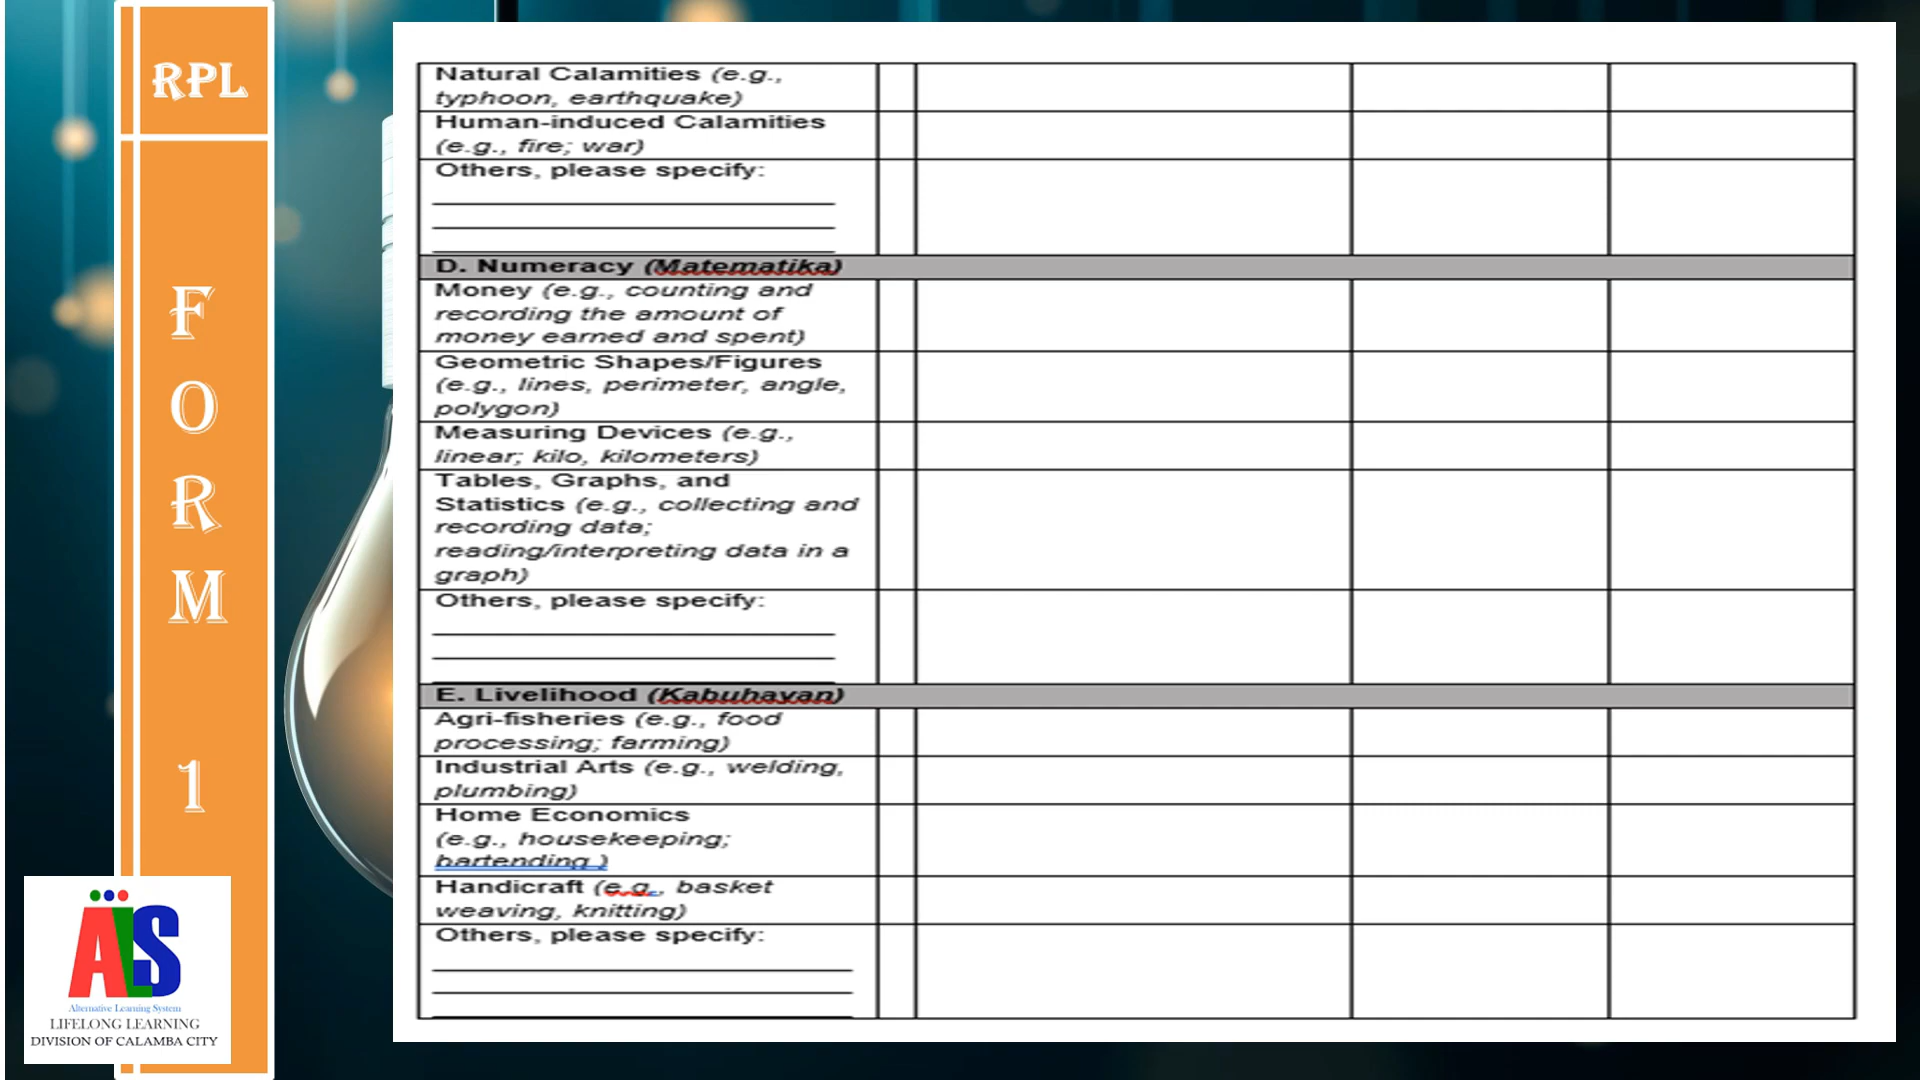 RPL
FORM 1
Natural Calamities (e.g.,
typhoon, earthquake)
Human-induced Calamities
(e.g., fire; war)
Others, please specify:
D. Numeracy (Matematika)
Money (e.g., counting and
recording the amount of
money earned and spent)
Geometric Shapes/Figures
(e.g., lines, perimeter, angle,
polygon)
Measuring Devices (e.g.,
linear; kilo, kilometers)
Tables, Graphs, and
Statistics (e.g., collecting and
recording data;
reading/interpreting data in a
graph)
Others, please specify:
E. Livelihood (Kabuhayan)
Agri-fisheries (e.g., food
processing; farming)
Industrial Arts (e.g., welding,
plumbing)
Home Economics
(e.g., housekeeping;
bartending )
Handicraft (e.g., basket
weaving, knitting)
Others, please specify:
ALS
Alternative Learning System
LIFELONG LEARNING
DIVISION OF CALAMBA CITY